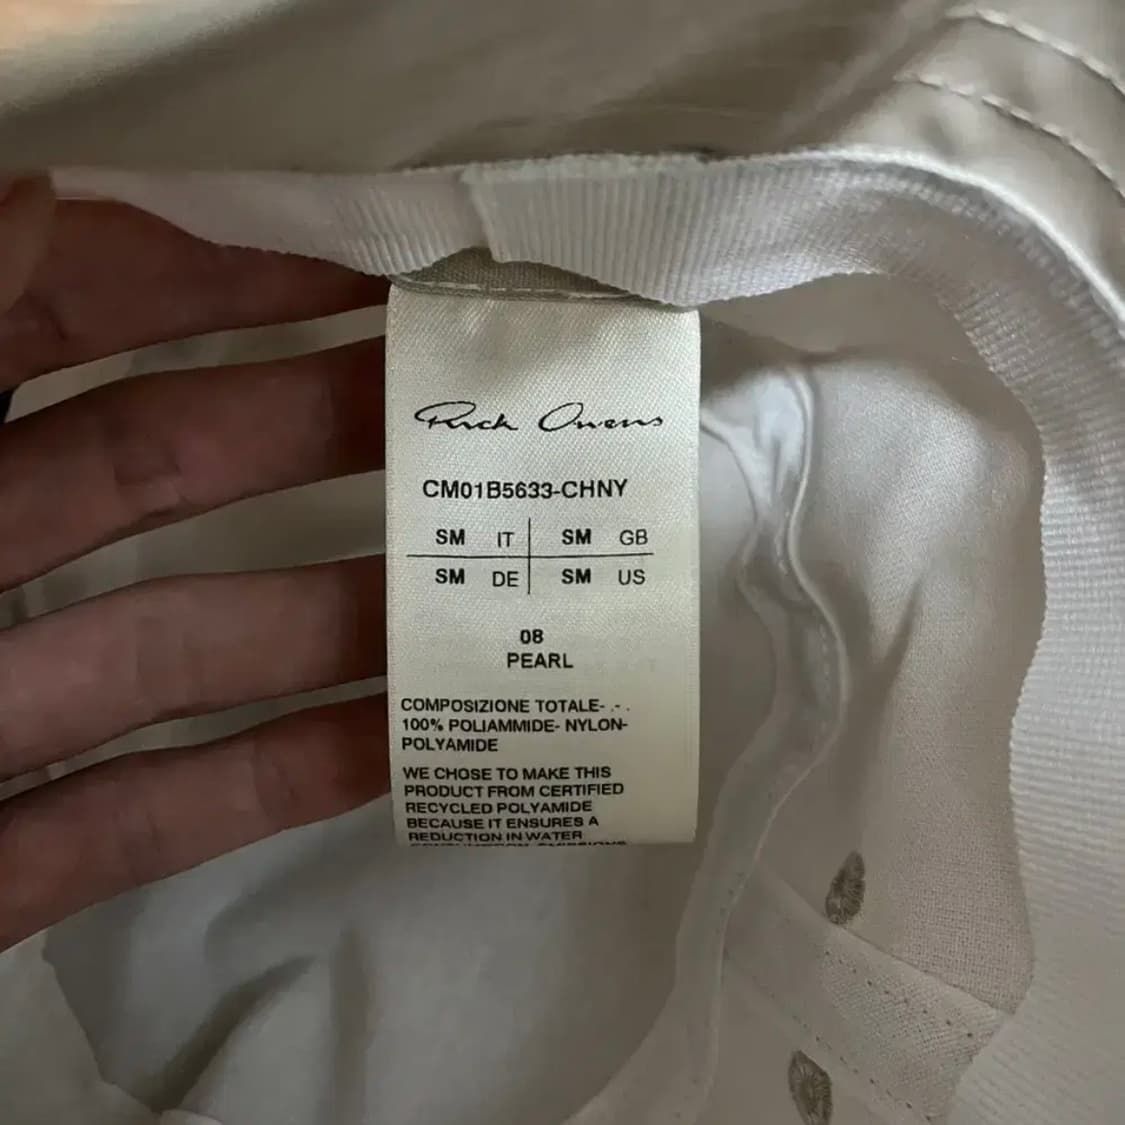 Rick Owens
CM01B5633-CHNY
SM IT SM GB
SM DE SM US
08
PEARL
COMPOSIZIONE TOTALE- .- .
100% POLIAMMIDE- NYLON-
POLYAMIDE
WE CHOSE TO MAKE THIS
PRODUCT FROM CERTIFIED
RECYCLED POLYAMIDE
BECAUSE IT ENSURES A
REDUCTION IN WATER